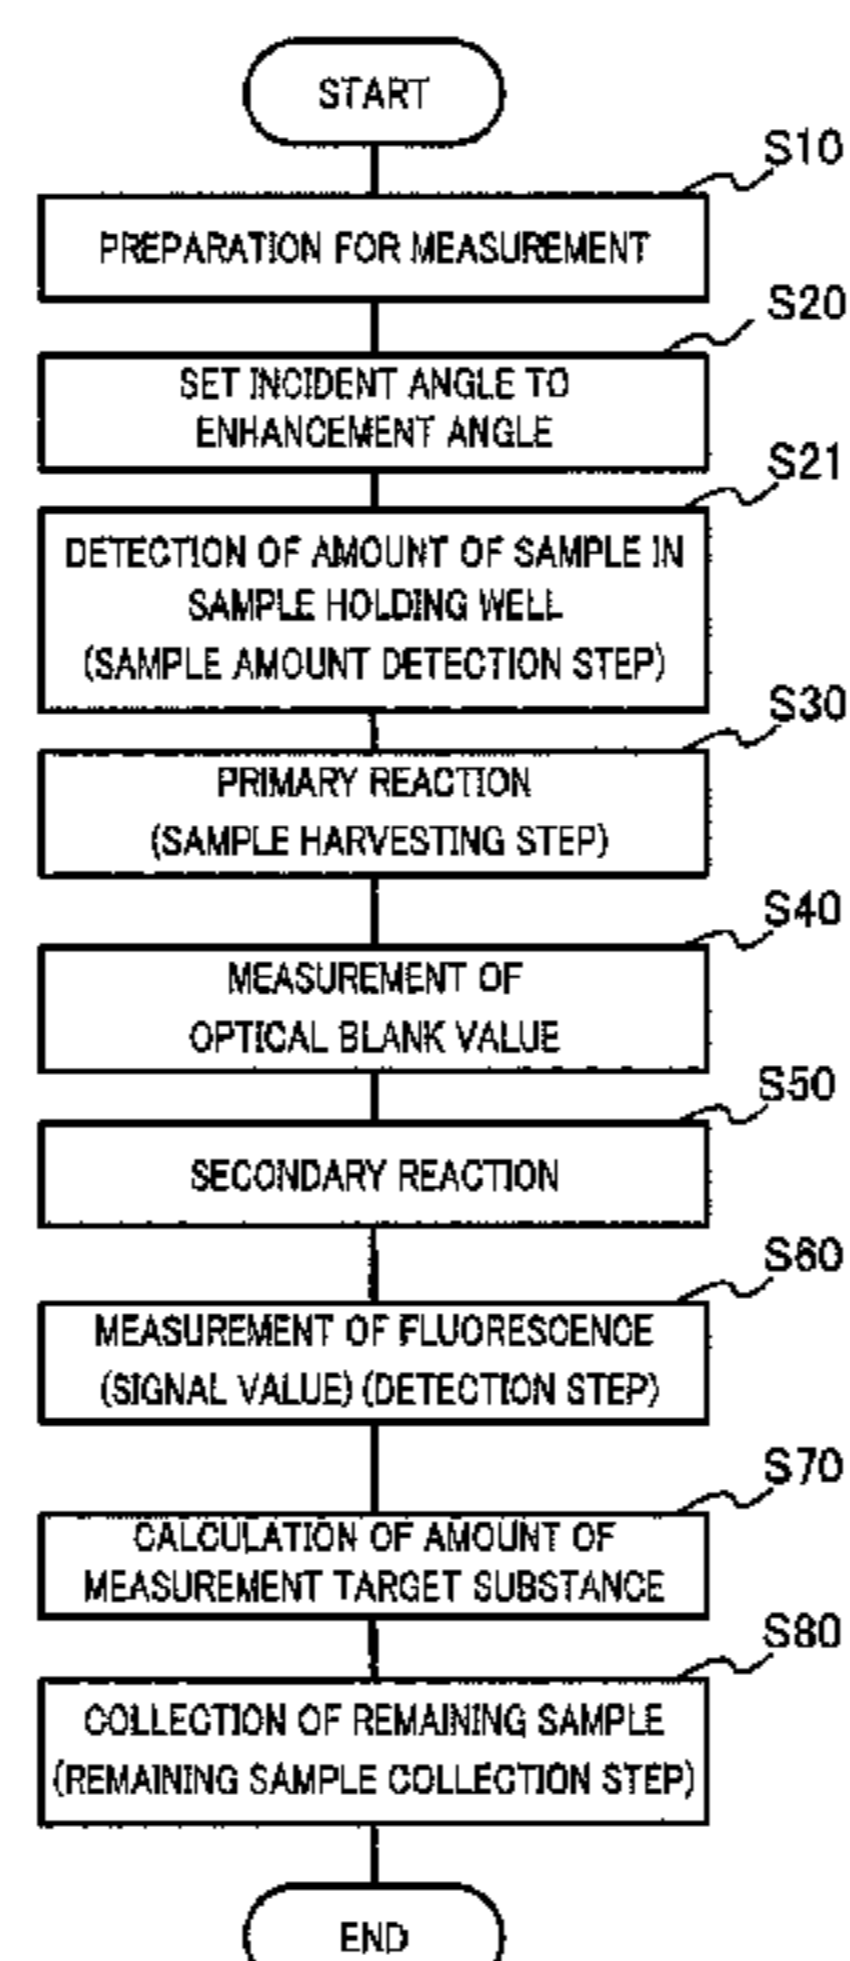 START
S10
PREPARATION FOR MEASUREMENT
S20
SET INCIDENT ANGLE TO
ENHANCEMENT ANGLE
S21
DETECTION OF AMOUNT OF SAMPLE IN
SAMPLE HOLDING WELL
(SAMPLE AMOUNT DETECTION STEP)
S30
PRIMARY REACTION
(SAMPLE HARVESTING STEP)
S40
MEASUREMENT OF
OPTICAL BLANK VALUE
S50
SECONDARY REACTION
S60
MEASUREMENT OF FLUORESCENCE
(SIGNAL VALUE) (DETECTION STEP)
S70
CALCULATION OF AMOUNT OF
MEASUREMENT TARGET SUBSTANCE
S80
COLLECTION OF REMAINING SAMPLE
(REMAINING SAMPLE COLLECTION STEP)
END